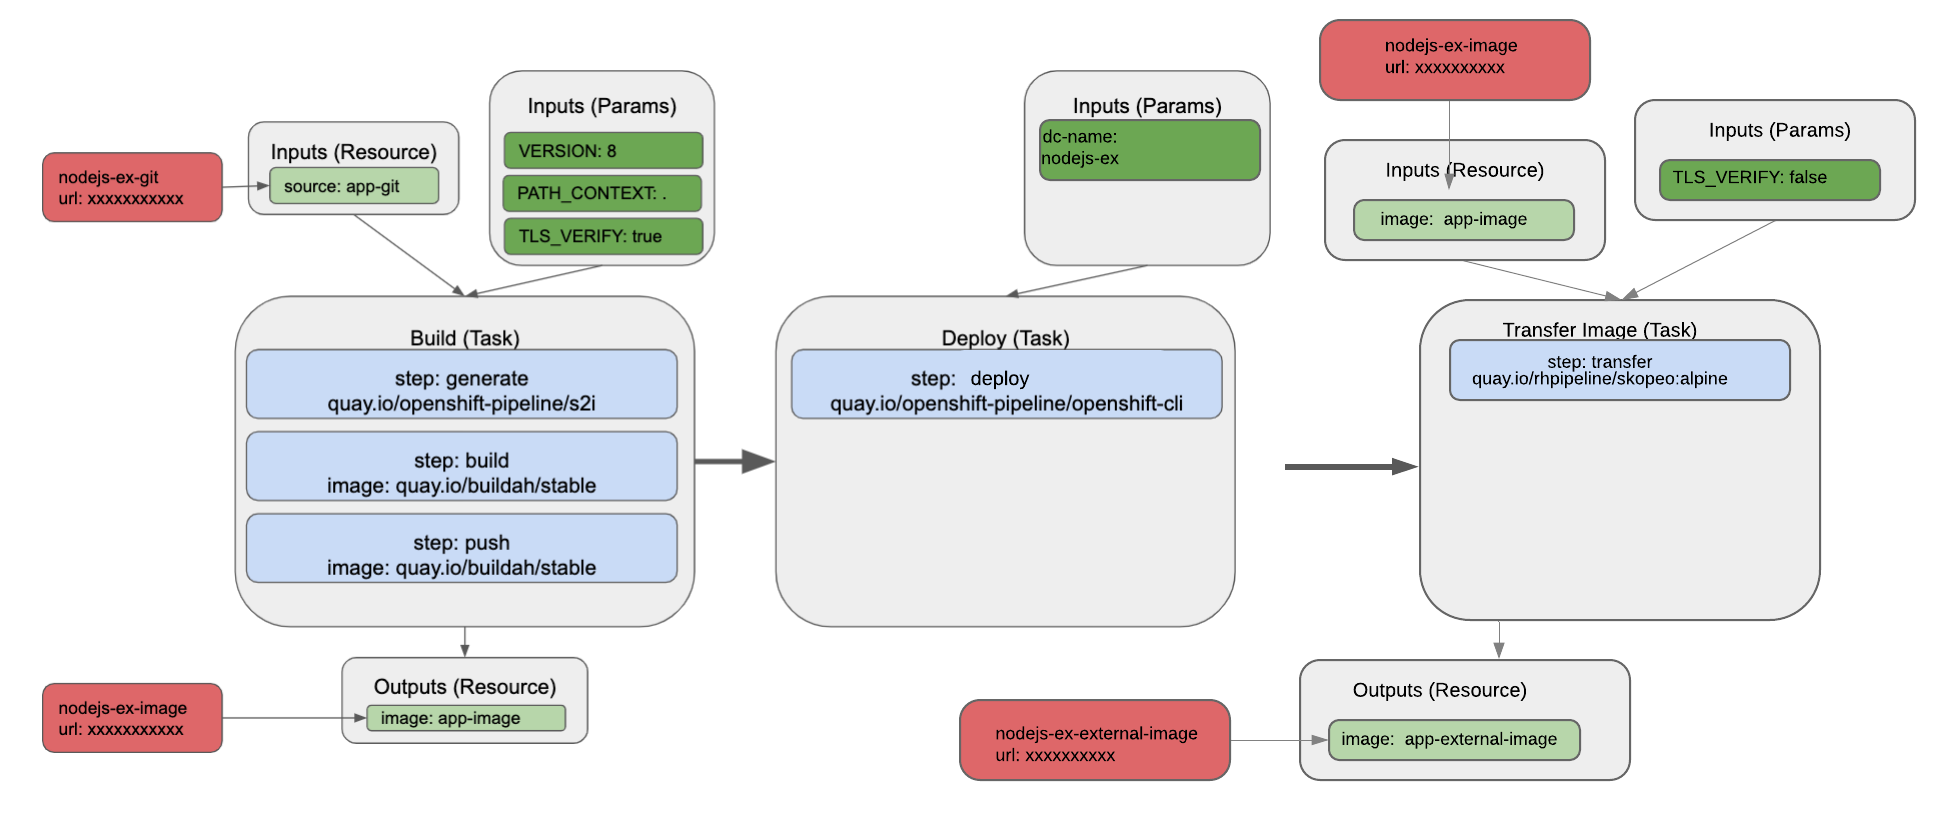 nodejs-ex-git
url: xxxxxxxxxxx
Inputs (Resource)
source: app-git
Inputs (Params)
VERSION: 8
PATH_CONTEXT: .
TLS_VERIFY: true
Build (Task)
step: generate
quay.io/openshift-pipeline/s2i
step: build
image: quay.io/buildah/stable
step: push
image: quay.io/buildah/stable
nodejs-ex-image
url: xxxxxxxxxxx
Outputs (Resource)
image: app-image
Inputs (Params)
dc-name:
nodejs-ex
Deploy (Task)
step: deploy
quay.io/openshift-pipeline/openshift-cli
nodejs-ex-image
url: xxxxxxxxxx
Inputs (Resource)
image: app-image
Inputs (Params)
TLS_VERIFY: false
Transfer Image (Task)
step: transfer
quay.io/rhpipeline/skopeo:alpine
nodejs-ex-external-image
url: xxxxxxxxxx
Outputs (Resource)
image: app-external-image